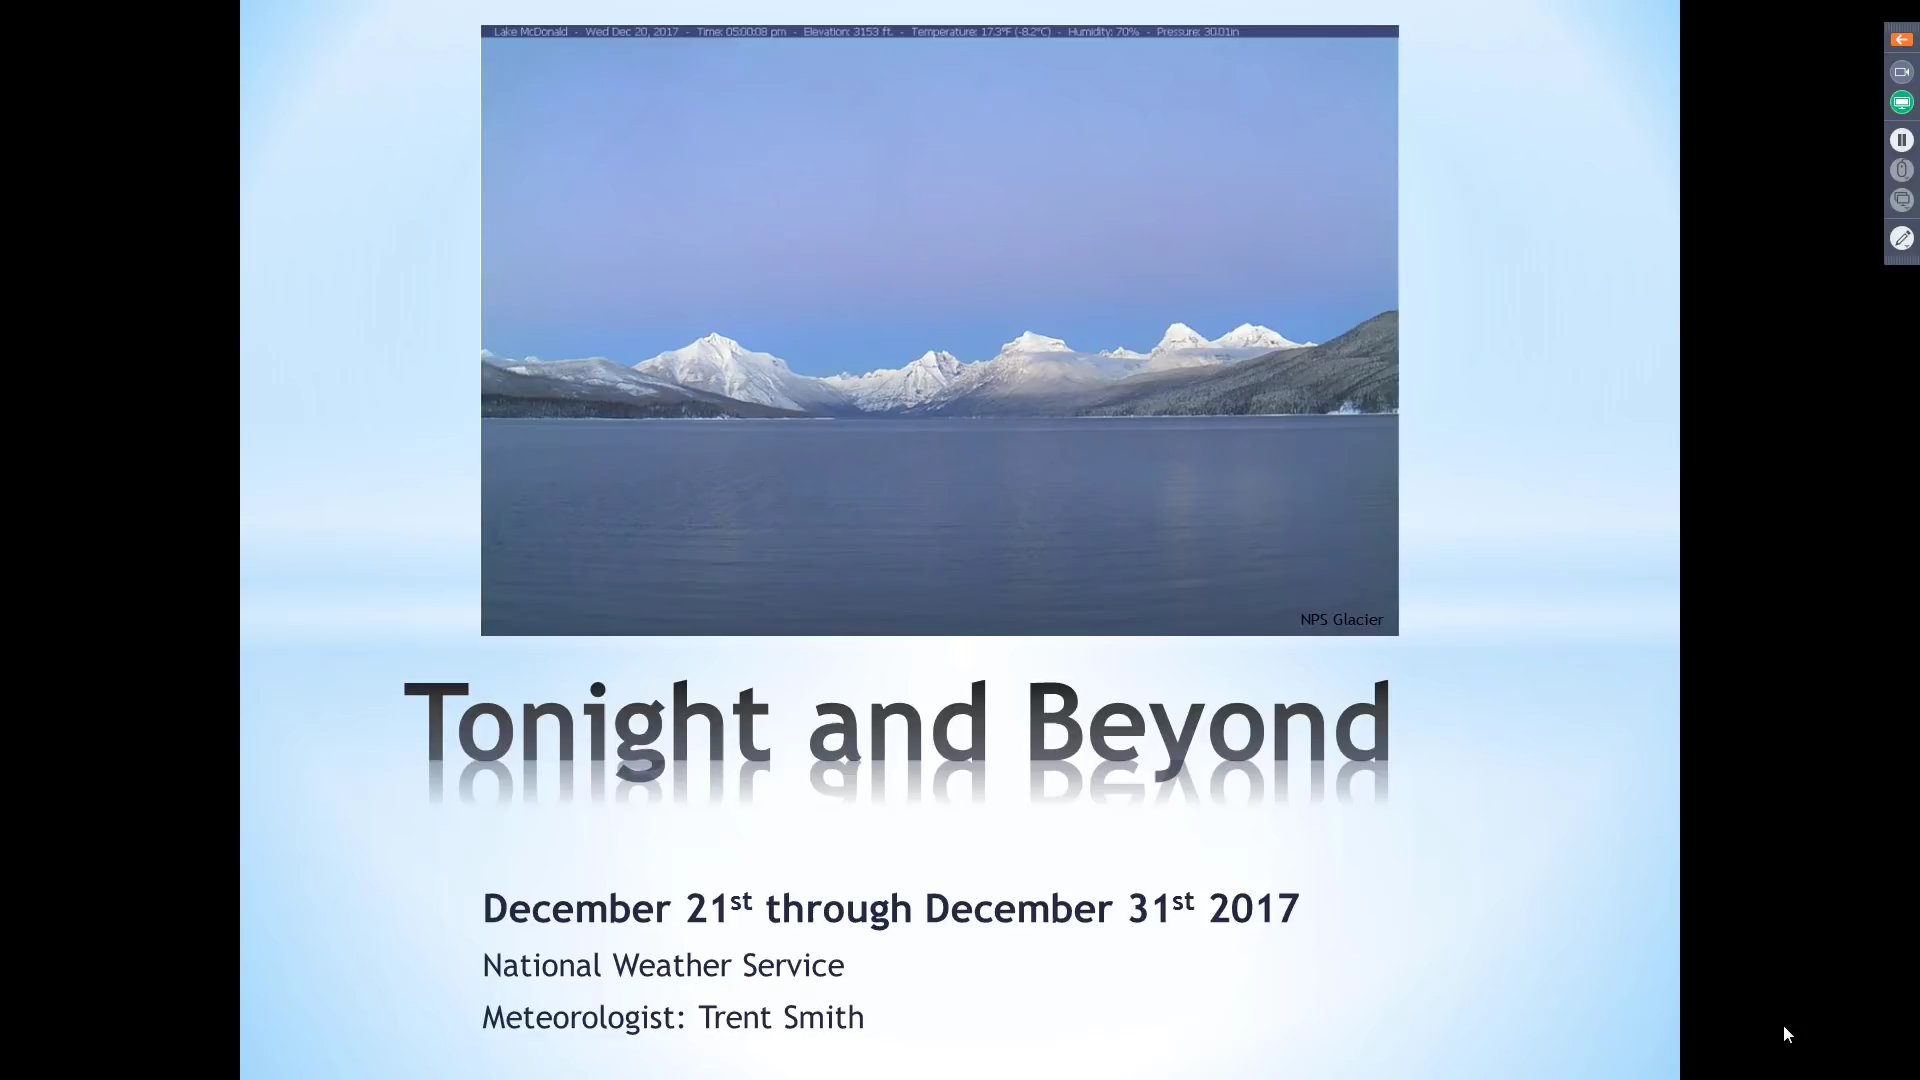 Lake McDonald - Wed Dec 20, 2017 - Time: 05:00:08 pm - Elevation: 3153 ft. - Temperature: 17.3°F (-8.2°C) - Humidity: 70% - Pressure: 30.01in
NPS Glacier
Tonight and Beyond
December 21st through December 31st 2017
National Weather Service
Meteorologist: Trent Smith